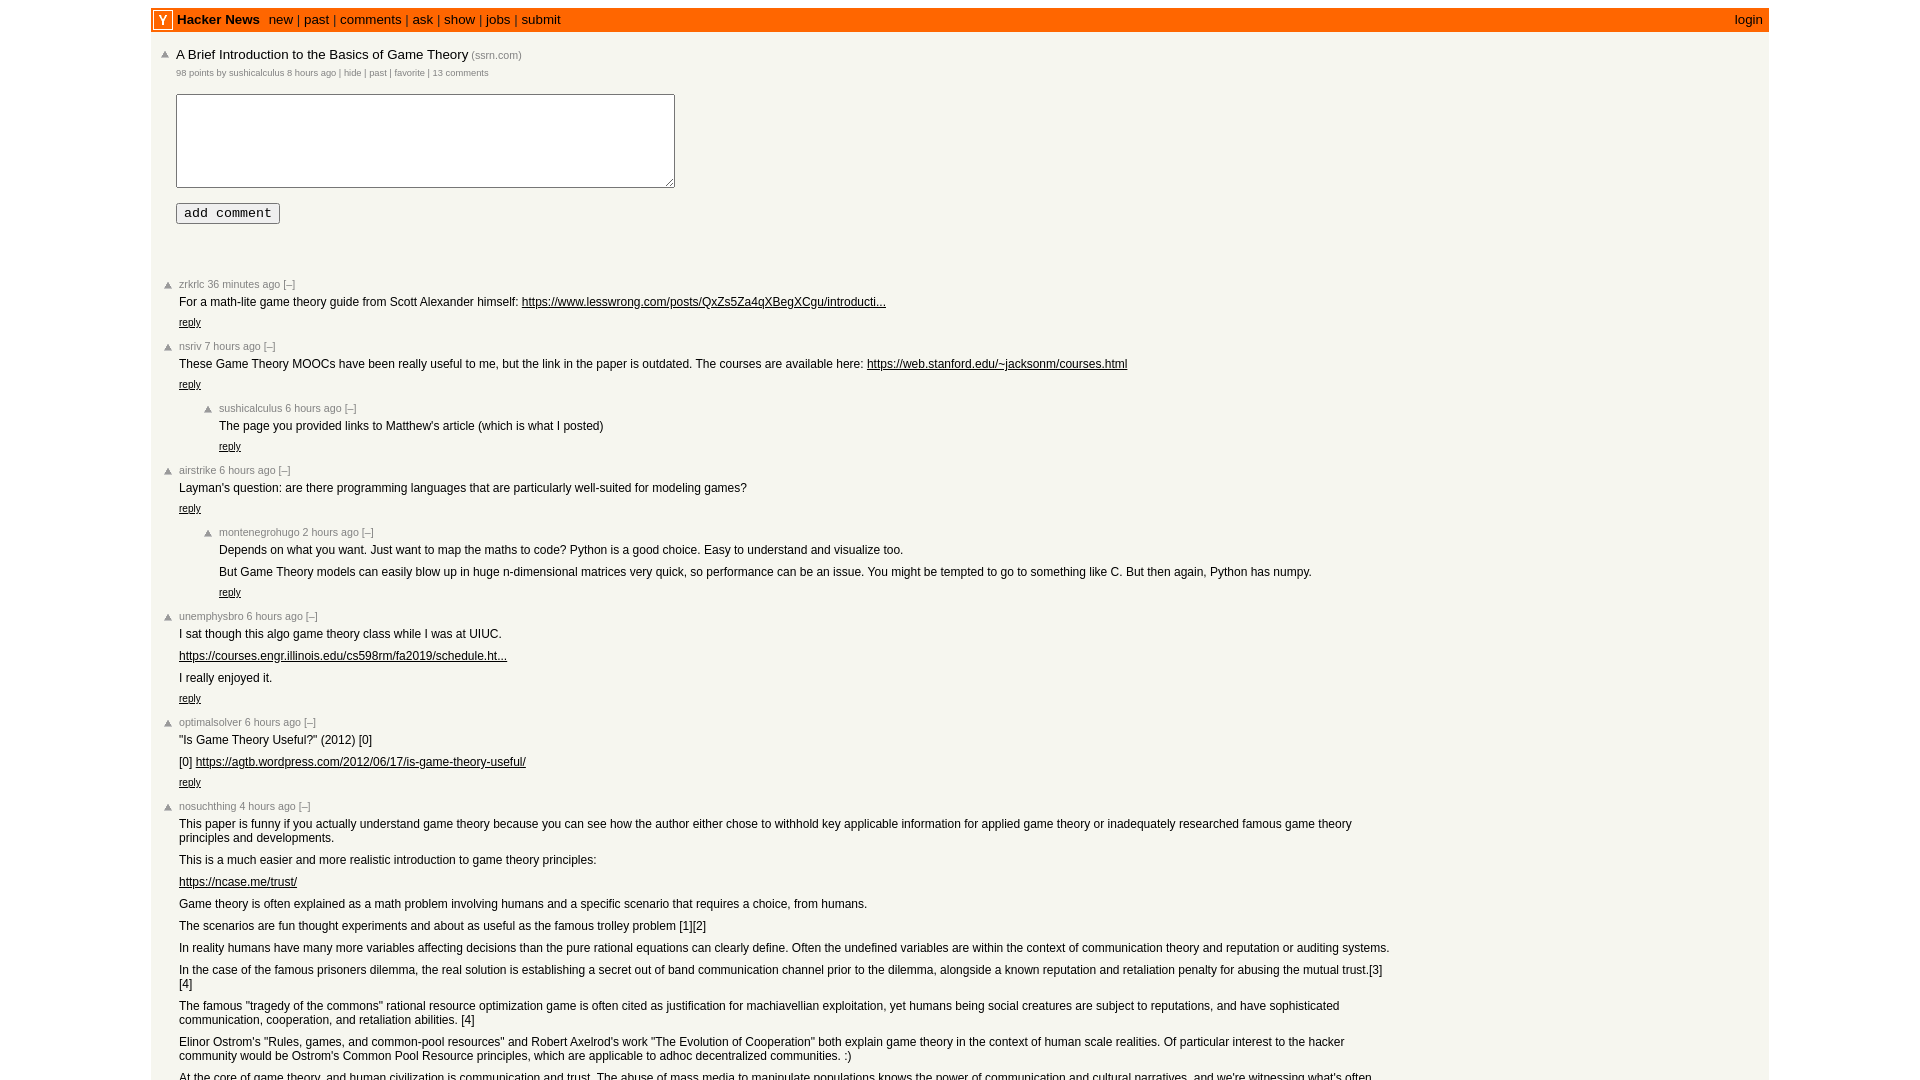 Y Hacker News new | past | comments | ask | show | jobs | submit login
A Brief Introduction to the Basics of Game Theory (ssrn.com)
98 points by sushicalculus 8 hours ago | hide | past | favorite | 13 comments
add comment
zrkrlc 36 minutes ago [–]
For a math-lite game theory guide from Scott Alexander himself: https://www.lesswrong.com/posts/QxZs5Za4qXBegXCgu/introducti...
reply
nsriv 7 hours ago [–]
These Game Theory MOOCs have been really useful to me, but the link in the paper is outdated. The courses are available here: https://web.stanford.edu/~jacksonm/courses.html
reply
sushicalculus 6 hours ago [–]
The page you provided links to Matthew's article (which is what I posted)
reply
airstrike 6 hours ago [–]
Layman's question: are there programming languages that are particularly well-suited for modeling games?
reply
montenegrohugo 2 hours ago [–]
Depends on what you want. Just want to map the maths to code? Python is a good choice. Easy to understand and visualize too.
But Game Theory models can easily blow up in huge n-dimensional matrices very quick, so performance can be an issue. You might be tempted to go to something like C. But then again, Python has numpy.
reply
unemphysbro 6 hours ago [–]
I sat though this algo game theory class while I was at UIUC.
https://courses.engr.illinois.edu/cs598rm/fa2019/schedule.ht...
I really enjoyed it.
reply
optimalsolver 6 hours ago [–]
"Is Game Theory Useful?" (2012) [0]
[0] https://agtb.wordpress.com/2012/06/17/is-game-theory-useful/
reply
nosuchthing 4 hours ago [–]
This paper is funny if you actually understand game theory because you can see how the author either chose to withhold key applicable information for applied game theory or inadequately researched famous game theory
principles and developments.
This is a much easier and more realistic introduction to game theory principles:
https://ncase.me/trust/
Game theory is often explained as a math problem involving humans and a specific scenario that requires a choice, from humans.
The scenarios are fun thought experiments and about as useful as the famous trolley problem [1][2]
In reality humans have many more variables affecting decisions than the pure rational equations can clearly define. Often the undefined variables are within the context of communication theory and reputation or auditing systems.
In the case of the famous prisoners dilemma, the real solution is establishing a secret out of band communication channel prior to the dilemma, alongside a known reputation and retaliation penalty for abusing the mutual trust.[3]
[4]
The famous "tragedy of the commons" rational resource optimization game is often cited as justification for machiavellian exploitation, yet humans being social creatures are subject to reputations, and have sophisticated
communication, cooperation, and retaliation abilities. [4]
Elinor Ostrom's "Rules, games, and common-pool resources" and Robert Axelrod's work "The Evolution of Cooperation" both explain game theory in the context of human scale realities. Of particular interest to the hacker
community would be Ostrom's Common Pool Resource principles, which are applicable to adhoc decentralized communities. :)
At the core of game theory, and human civilization is communication and trust. The abuse of mass media to manipulate populations knows the power of communication and cultural narratives, and we're witnessing what's often